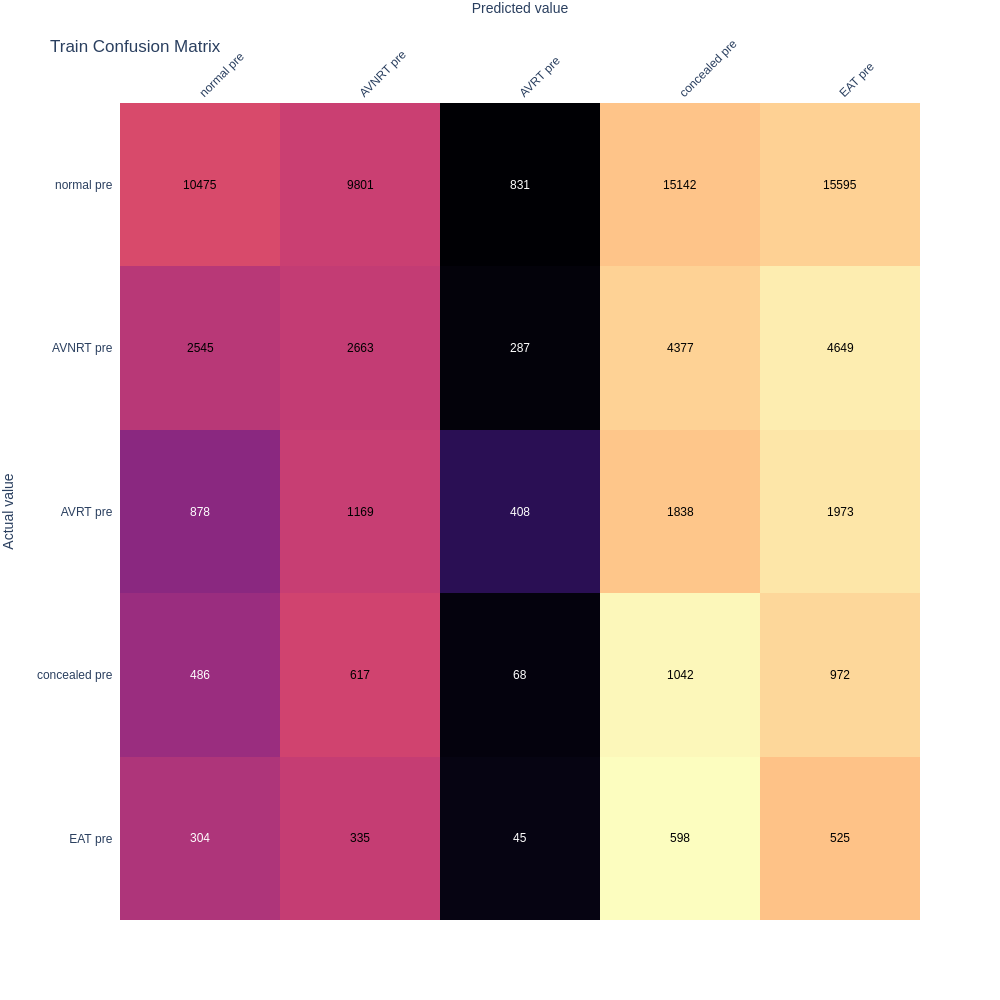 Predicted value
Train Confusion Matrix
normal pre AVNRT pre AVRT pre concealed pre EAT pre
normal pre 10475 9801 831 15142 15595
AVNRT pre 2545 2663 287 4377 4649
Actual value
AVRT pre 878 1169 408 1838 1973
concealed pre 486 617 68 1042 972
EAT pre 304 335 45 598 525